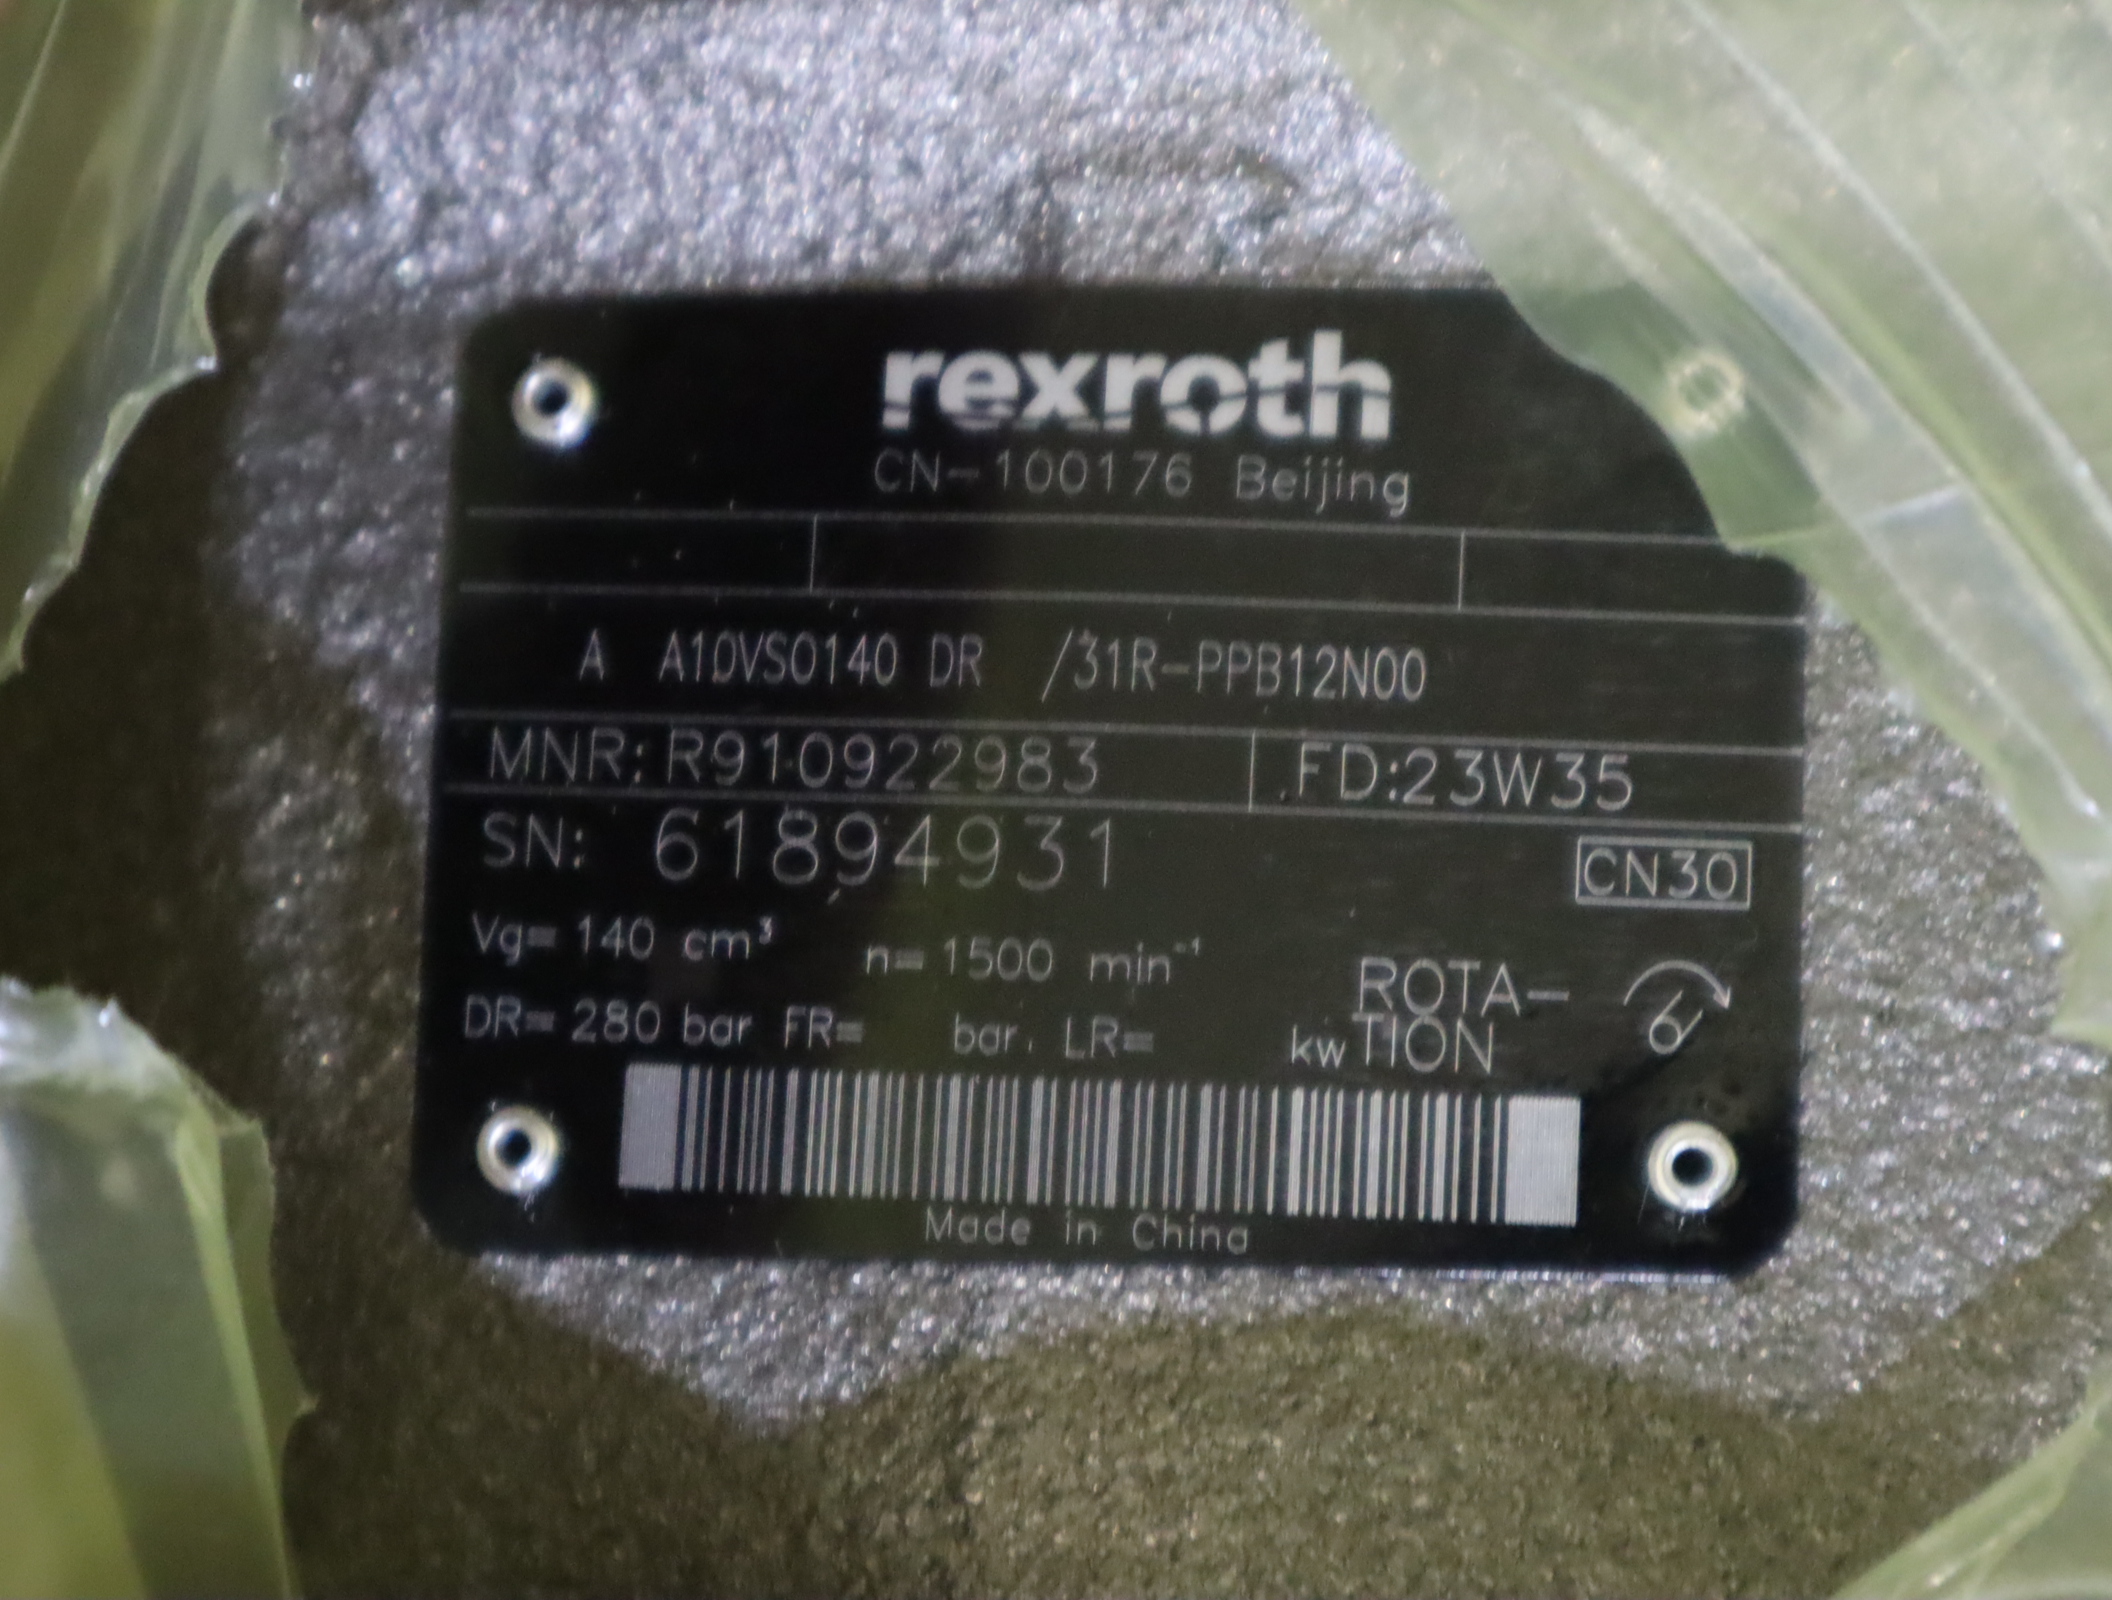 rexroth
CN-100176 Beijing
A A10VSO140 DR /31R-PPB12N00
MNR: R910922983 FD:23W35
SN: 61894931 CN30
Vg= 140 cm³ n= 1500 min⁻¹ ROTA-
DR= 280 bar FR= bar. LR= kw TION
Made in China